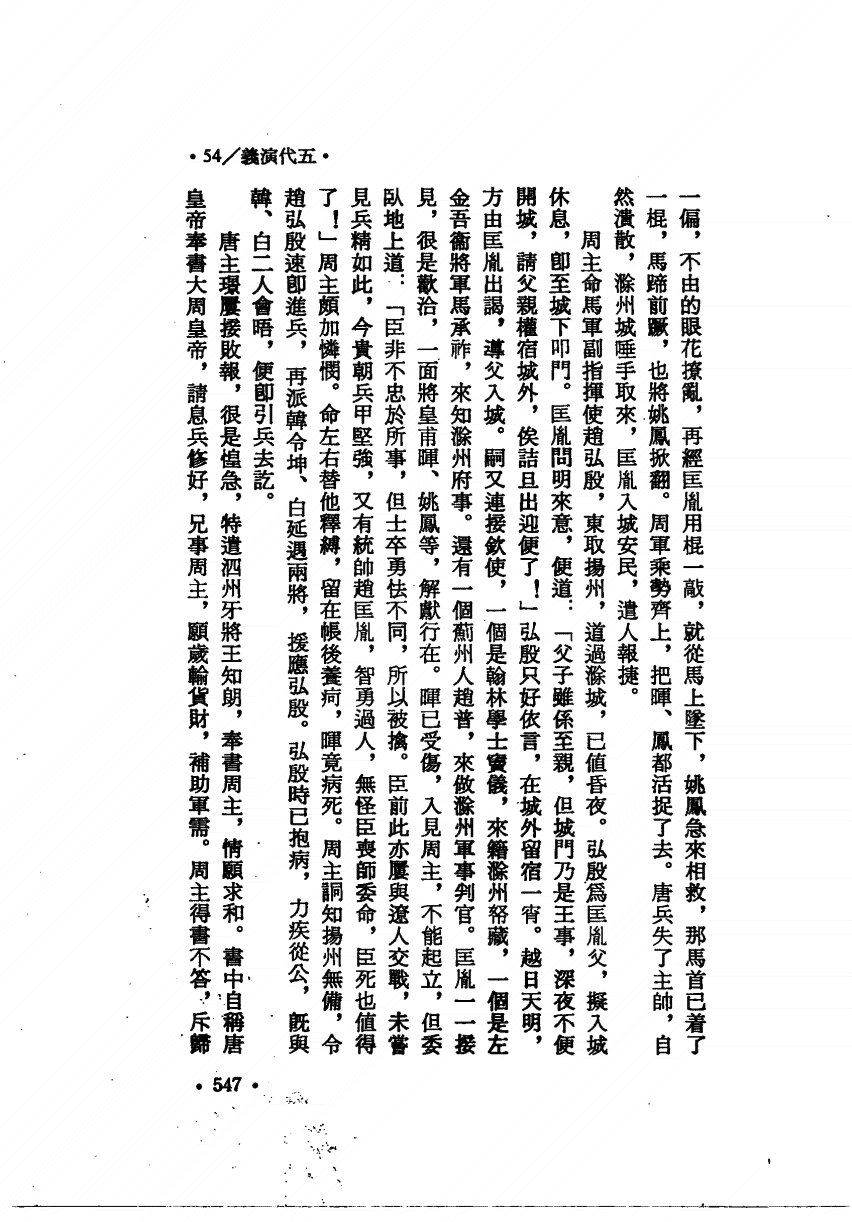 •54/義演代五•
一偏，不由的眼花撩亂，再經匡胤用棍一敲，就從馬上墜下，姚鳳急來相救，那馬首已着了
一棍，馬蹄前蹶，也將姚鳳掀翻。周軍乘勢齊上，把暉、鳳都活捉了去。唐兵失了主帥，自
然潰散，滁州城唾手取來，匡胤入城安民，遣人報捷。
周主命馬軍副指揮使趙弘殷，東取揚州，道過滁城，已値昏夜。弘殷爲匡胤父，擬入城
休息，卽至城下叩門。匡胤問明來意，便道：「父子雖係至親，但城門乃是王事，深夜不便
開城，請父親權宿城外，俟詰旦出迎便了！」弘殷只好依言，在城外留宿一宵。越日天明，
方由匡胤出謁，導父入城。嗣又連接欽使，一個是翰林學士竇儀，來籍滁州帑藏，一個是左
金吾衞將軍馬承祚，來知滁州府事。還有一個薊州人趙普，來做滁州軍事判官。匡胤一一接
見，很是歡洽，一面將皇甫暉、姚鳳等，解獻行在。暉已受傷，入見周主，不能起立，但委
臥地上道：「臣非不忠於所事，但士卒勇怯不同，所以被擒。臣前此亦屢與遼人交戰，未嘗
見兵精如此，今貴朝兵甲堅強，又有統帥趙匡胤，智勇過人，無怪臣喪師委命，臣死也値得
了！」周主頗加憐憫。命左右替他釋縛，留在帳後養疴，暉竟病死。周主詗知揚州無備，令
趙弘殷速卽進兵，再派韓令坤、白延遇兩將，援應弘殷。弘殷時已抱病，力疾從公，旣與
韓、白二人會晤，便卽引兵去訖。
唐主璟屢接敗報，很是惶急，特遣泗州牙將王知朗，奉書周主，情願求和。書中自稱唐
皇帝奉書大周皇帝，請息兵修好，兄事周主，願歲輸貨財，補助軍需。周主得書不答，斥歸
•547•